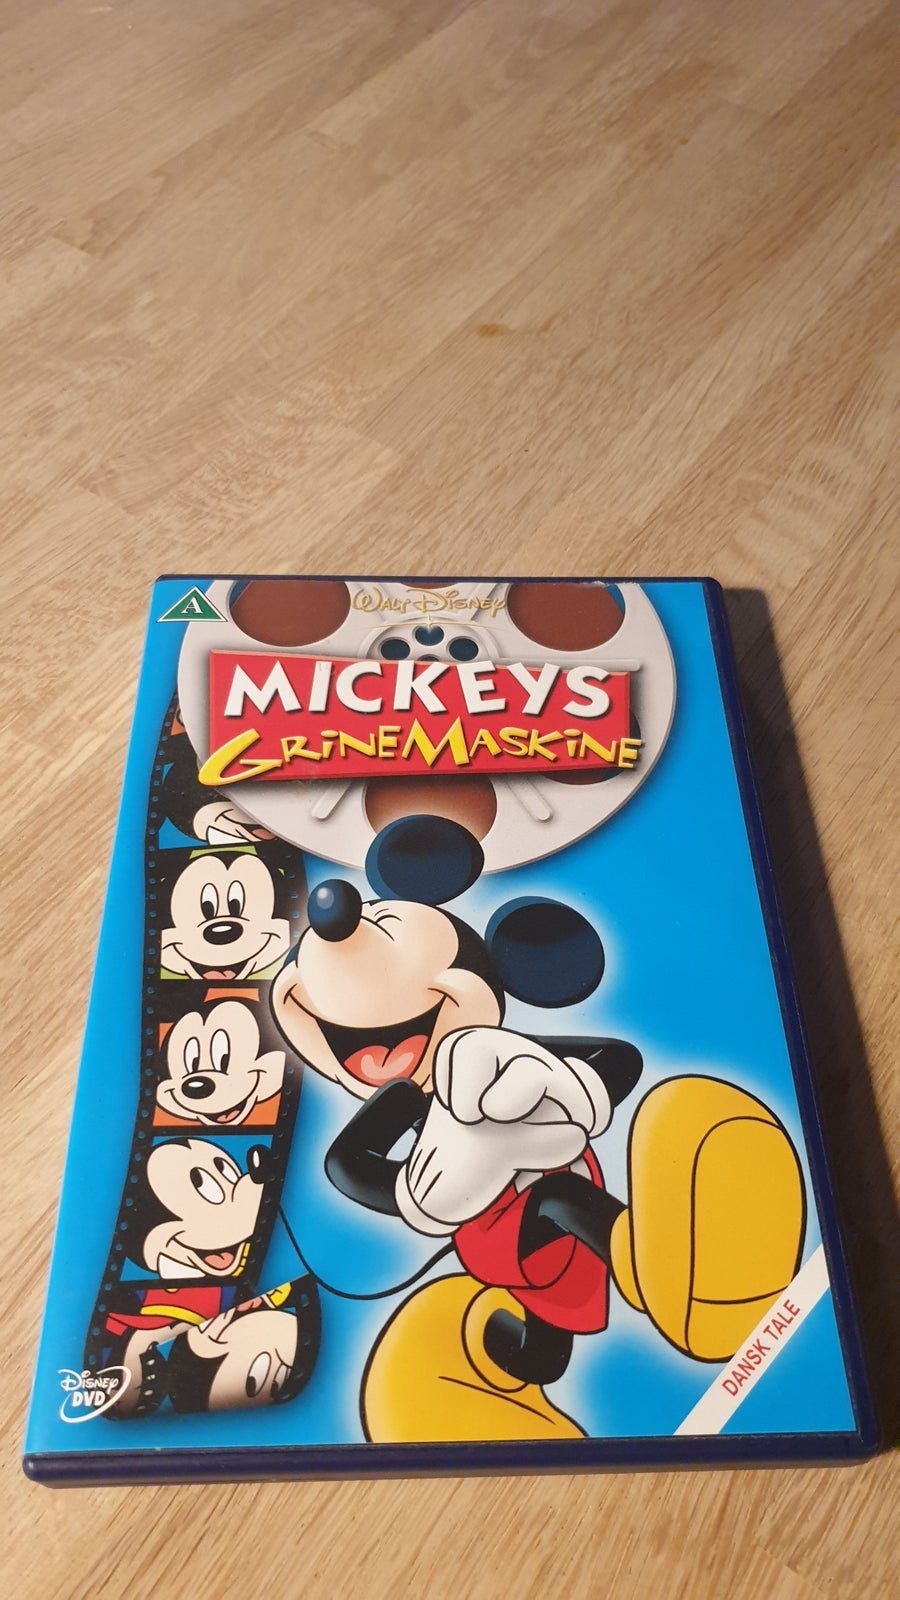 A
WALT DISNEY
MICKEYS
GRINEMASKINE
DANSK TALE
DISNEY
DVD